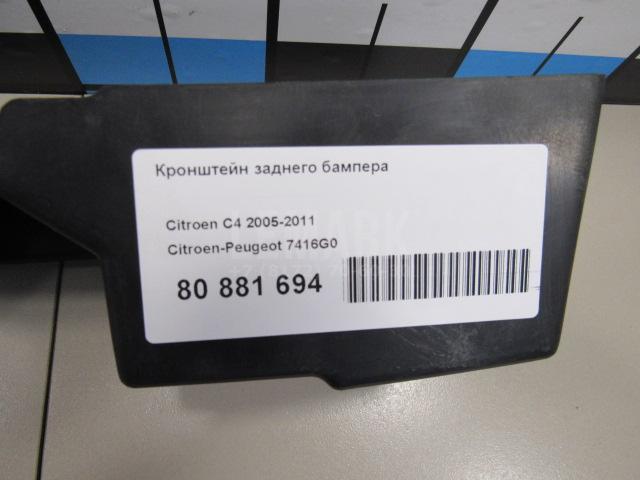 Кронштейн заднего бампера
Citroen C4 2005-2011
Citroen-Peugeot 7416G0
80 881 694